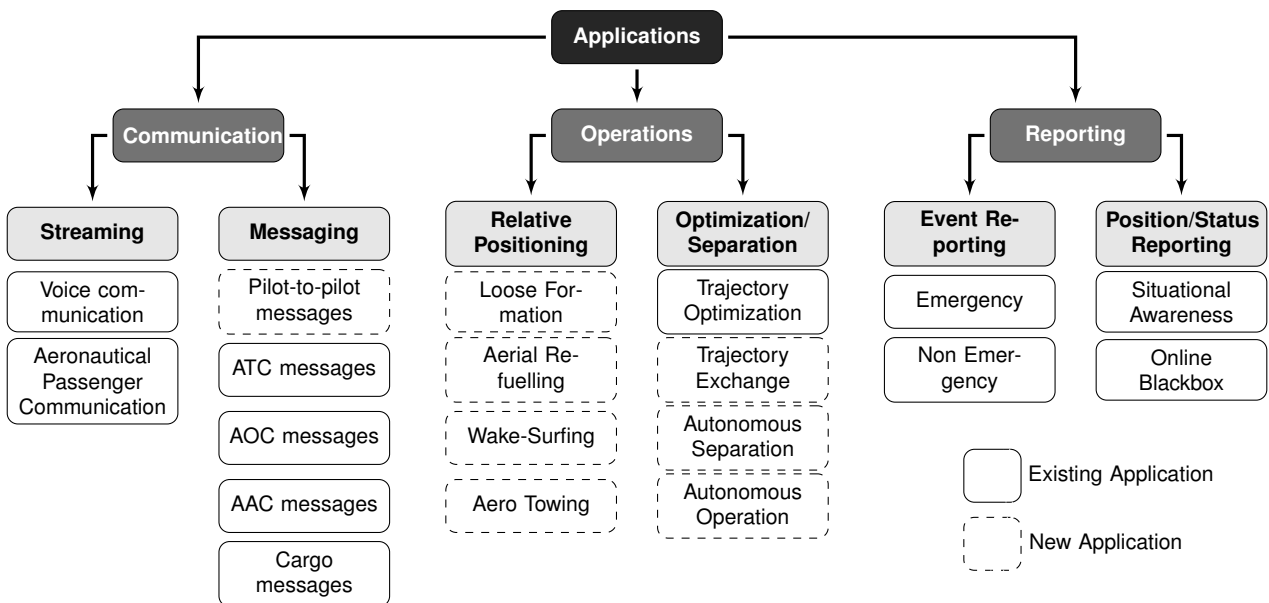 Applications
Communication
Operations
Reporting
Streaming
Voice com-
munication
Aeronautical
Passenger
Communication
Messaging
Pilot-to-pilot
messages
ATC messages
AOC messages
AAC messages
Cargo
messages
Relative
Positioning
Loose For-
mation
Aerial Re-
fuelling
Wake-Surfing
Aero Towing
Optimization/
Separation
Trajectory
Optimization
Trajectory
Exchange
Autonomous
Separation
Autonomous
Operation
Event Re-
porting
Emergency
Non Emer-
gency
Position/Status
Reporting
Situational
Awareness
Online
Blackbox
Existing Application
New Application